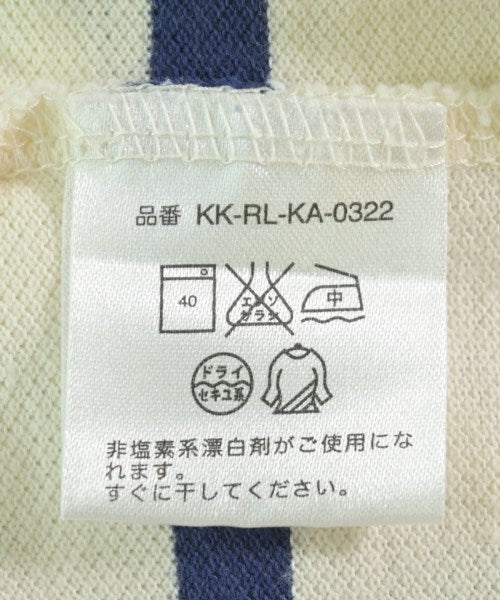 品番 KK-RL-KA-0322
40
エンソ
サラシ
中
ドライ
セキユ系
非塩素系漂白剤がご使用にな
れます。
すぐに干してください。